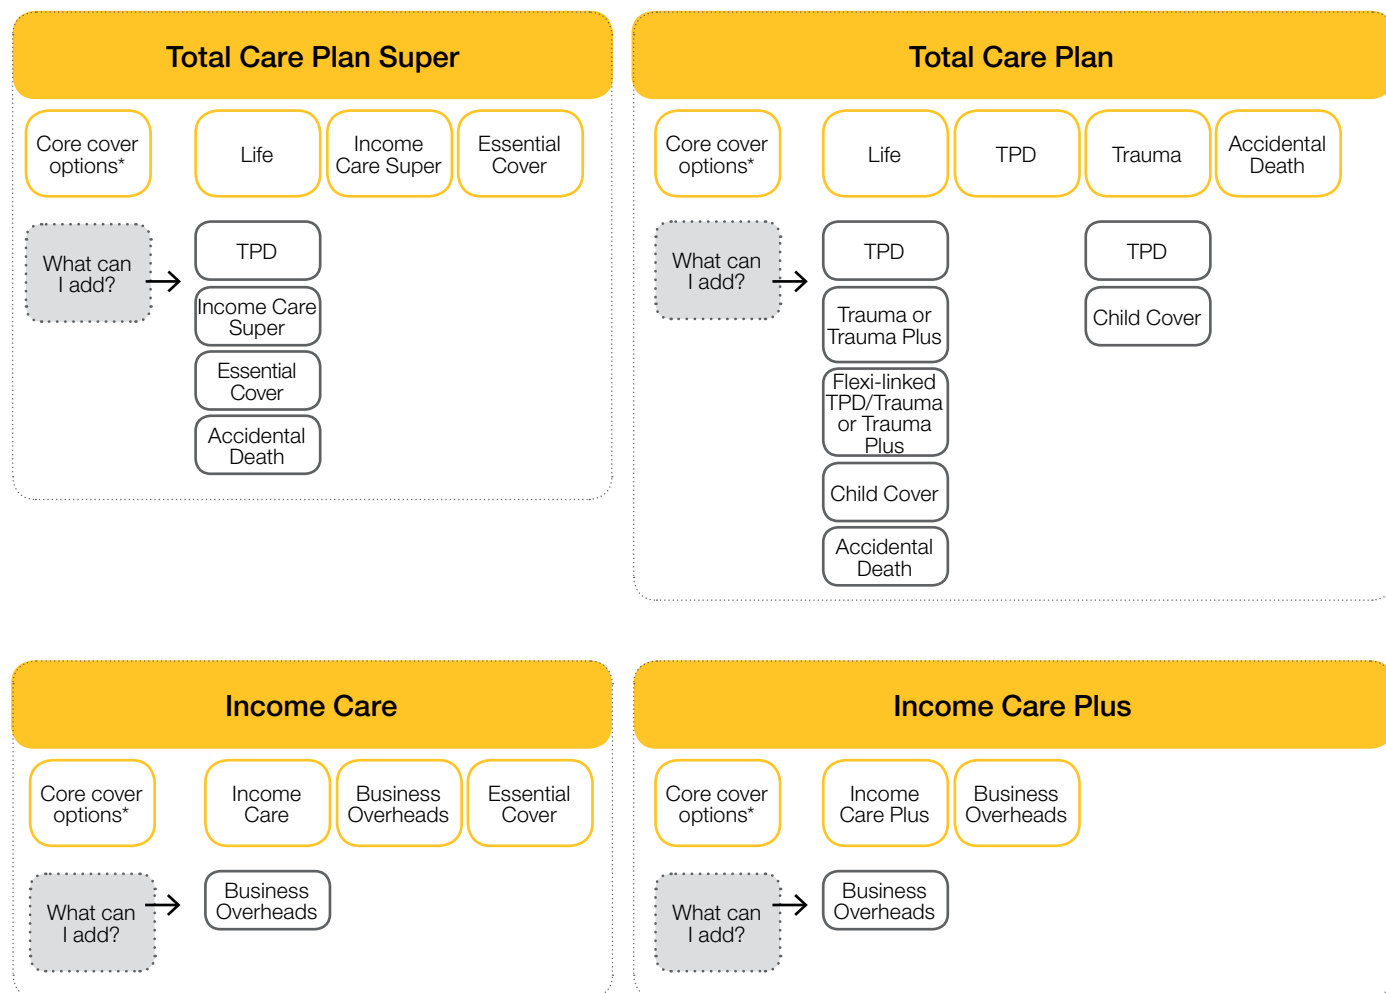 Total Care Plan Super
Core cover
options*
Life
Income
Care Super
Essential
Cover
What can
I add?
TPD
Income Care
Super
Essential
Cover
Accidental
Death
Total Care Plan
Core cover
options*
Life
TPD
Trauma
Accidental
Death
What can
I add?
TPD
Trauma or
Trauma Plus
Flexi-linked
TPD/Trauma
or Trauma
Plus
Child Cover
Accidental
Death
TPD
Child Cover
Income Care
Core cover
options*
Income
Care
Business
Overheads
Essential
Cover
What can
I add?
Business
Overheads
Income Care Plus
Core cover
options*
Income
Care Plus
Business
Overheads
What can
I add?
Business
Overheads